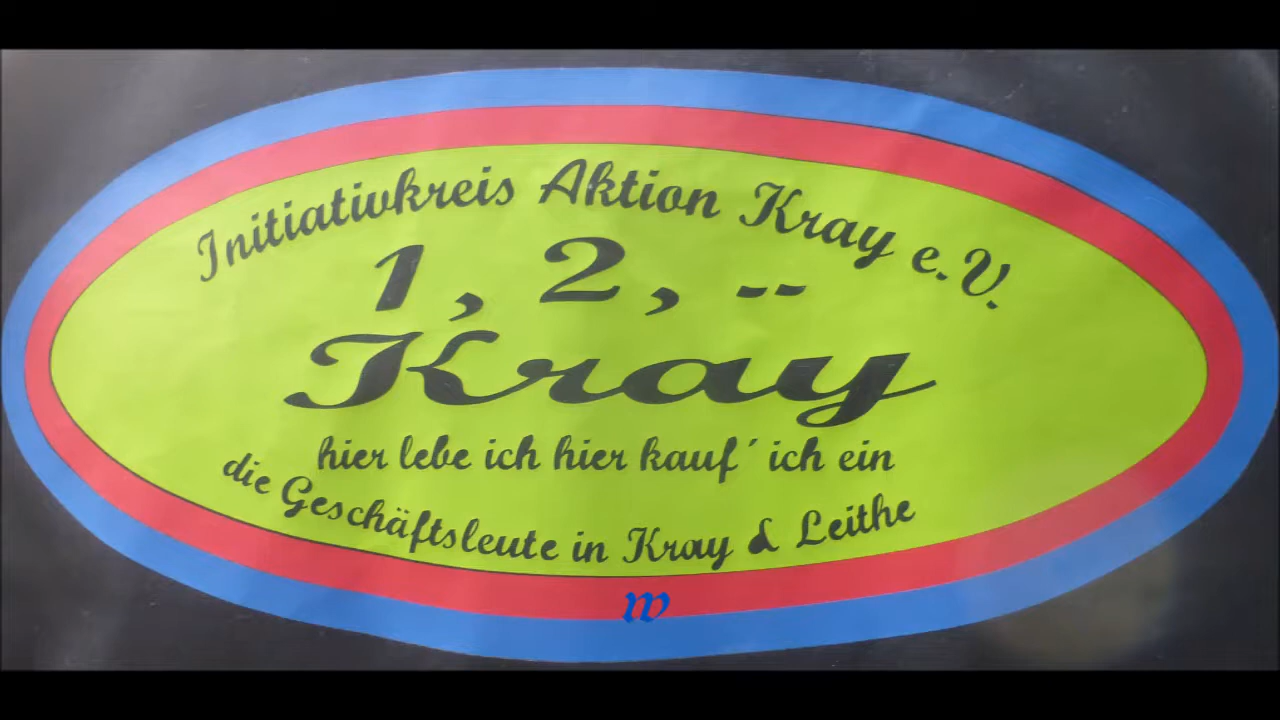 Initiativkreis Aktion Kray e.V.
1, 2, --
Kray
hier lebe ich hier kauf´ ich ein
die Geschäftsleute in Kray & Leithe
w